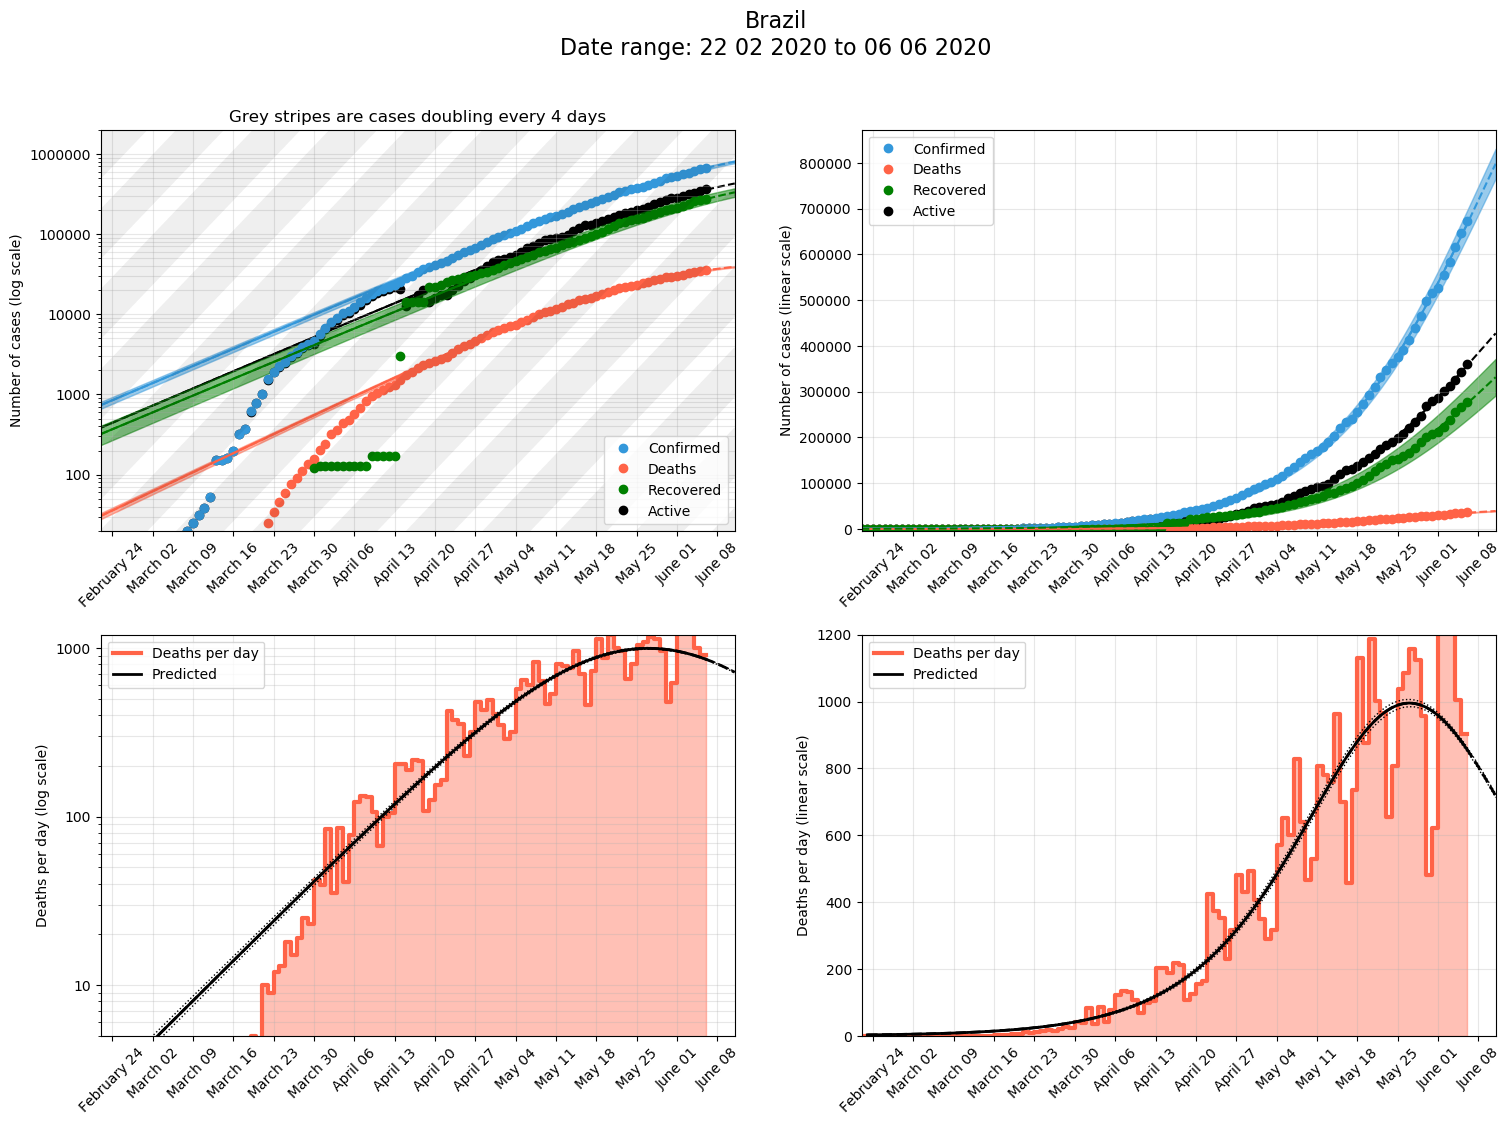 Brazil
Date range: 22 02 2020 to 06 06 2020
Grey stripes are cases doubling every 4 days
Number of cases (log scale)
1000000
100000
10000
1000
100
Confirmed
Deaths
Recovered
Active
February 24
March 02
March 09
March 16
March 23
March 30
April 06
April 13
April 20
April 27
May 04
May 11
May 18
May 25
June 01
June 08
Number of cases (linear scale)
800000
700000
600000
500000
400000
300000
200000
100000
0
Confirmed
Deaths
Recovered
Active
February 24
March 02
March 09
March 16
March 23
March 30
April 06
April 13
April 20
April 27
May 04
May 11
May 18
May 25
June 01
June 08
Deaths per day (log scale)
1000
100
10
Deaths per day
Predicted
February 24
March 02
March 09
March 16
March 23
March 30
April 06
April 13
April 20
April 27
May 04
May 11
May 18
May 25
June 01
June 08
Deaths per day (linear scale)
1200
1000
800
600
400
200
0
Deaths per day
Predicted
February 24
March 02
March 09
March 16
March 23
March 30
April 06
April 13
April 20
April 27
May 04
May 11
May 18
May 25
June 01
June 08